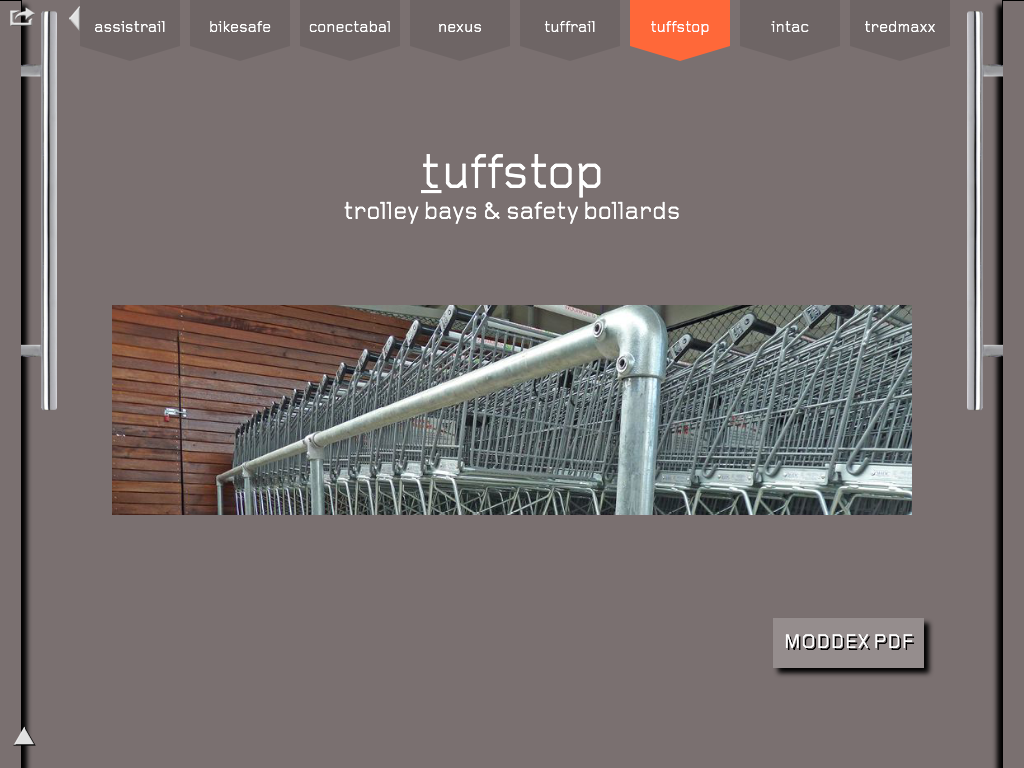 assistrail
bikesafe
conectabal
nexus
tuffrail
tuffstop
intac
tredmaxx
tuffstop
trolley bays & safety bollards
MODDEX PDF